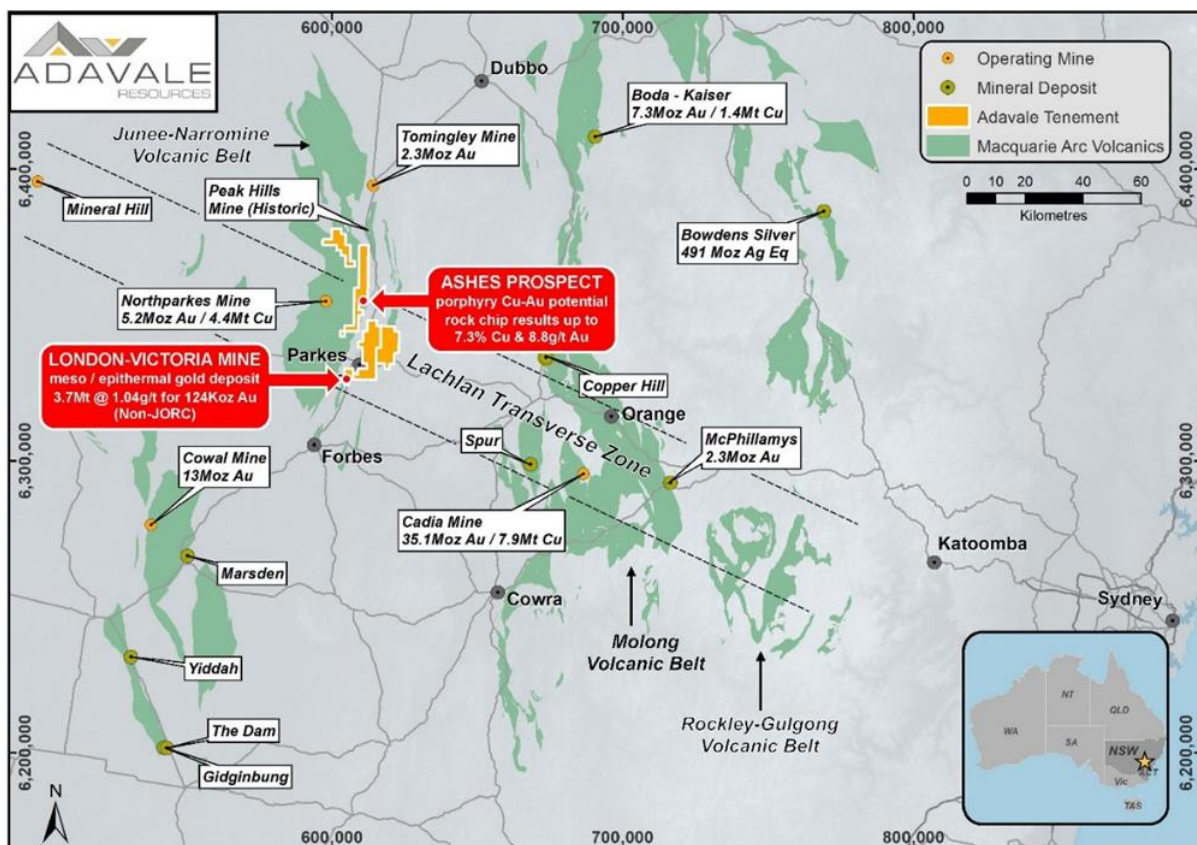 ADAVALE
RESOURCES
600,000
700,000
800,000
Operating Mine
Mineral Deposit
Adavale Tenement
Macquarie Arc Volcanics
0 10 20 30 40 50 60
Kilometres
Dubbo
Boda - Kaiser
7.3Moz Au / 1.4Mt Cu
Junee-Narromine
Volcanic Belt
Tomingley Mine
2.3Moz Au
6,400,000
6,400,000
Mineral Hill
Peak Hills
Mine (Historic)
Bowdens Silver
491 Moz Ag Eq
Northparkes Mine
5.2Moz Au / 4.4Mt Cu
ASHES PROSPECT
porphyry Cu-Au potential
rock chip results up to
7.3% Cu & 8.8g/t Au
Parkes
LONDON-VICTORIA MINE
meso / epithermal gold deposit
3.7Mt @ 1.04g/t for 124Koz Au
(Non-JORC)
Lachlan Transverse Zone
Copper Hill
Orange
Spur
McPhillamys
2.3Moz Au
Forbes
6,300,000
6,300,000
Cowal Mine
13Moz Au
Cadia Mine
35.1Moz Au / 7.9Mt Cu
Katoomba
Marsden
Cowra
Sydney
Molong
Volcanic Belt
Yiddah
Rockley-Gulgong
Volcanic Belt
The Dam
Gidginbung
6,200,000
6,200,000
NT
QLD
WA
SA
NSW
ACT
Vic
TAS
N
600,000
700,000
800,000